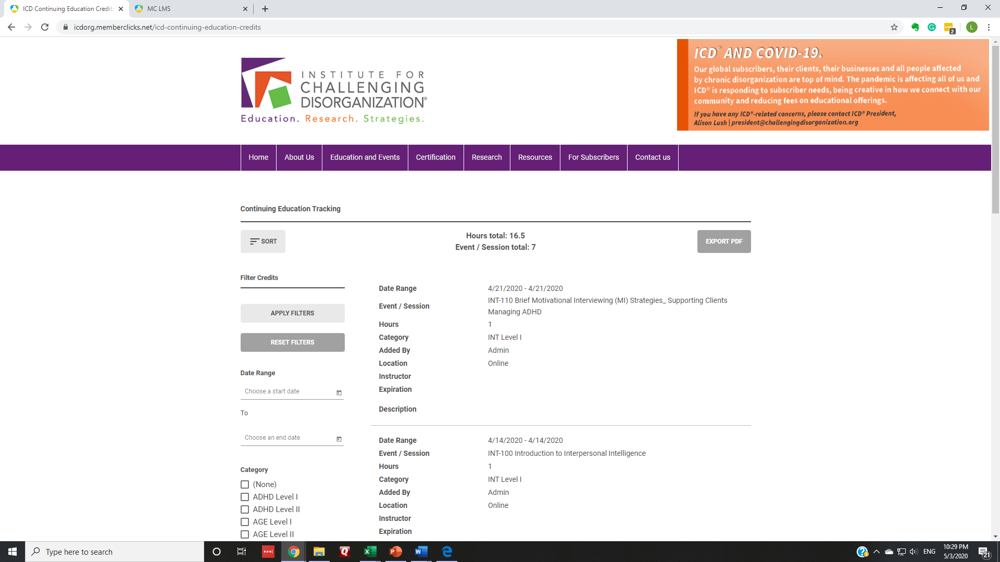 ICD Continuing Education Credits
MC LMS
icdorg.memberclicks.net/icd-continuing-education-credits
2
L
INSTITUTE FOR
CHALLENGING
DISORGANIZATION®
Education. Research. Strategies.
ICD® AND COVID-19.
Our global subscribers, their clients, their businesses and all people affected
by chronic disorganization are top of mind. The pandemic is affecting all of us and
ICD® is responding to subscriber needs, being creative in how we connect with our
community and reducing fees on educational offerings.
If you have any ICD®-related concerns, please contact ICD® President,
Alison Lush | president@challengingdisorganization.org
Home About Us Education and Events Certification Research Resources For Subscribers Contact us
Continuing Education Tracking
SORT
Hours total: 16.5
Event / Session total: 7
EXPORT PDF
Filter Credits
APPLY FILTERS
RESET FILTERS
Date Range
Choose a start date
To
Choose an end date
Category
(None)
ADHD Level I
ADHD Level II
AGE Level I
AGE Level II
Date Range 4/21/2020 - 4/21/2020
Event / Session INT-110 Brief Motivational Interviewing (MI) Strategies_ Supporting Clients
Managing ADHD
Hours 1
Category INT Level I
Added By Admin
Location Online
Instructor
Expiration
Description
Date Range 4/14/2020 - 4/14/2020
Event / Session INT-100 Introduction to Interpersonal Intelligence
Hours 1
Category INT Level I
Added By Admin
Location Online
Instructor
Expiration
Type here to search
ENG
10:29 PM
5/3/2020
21